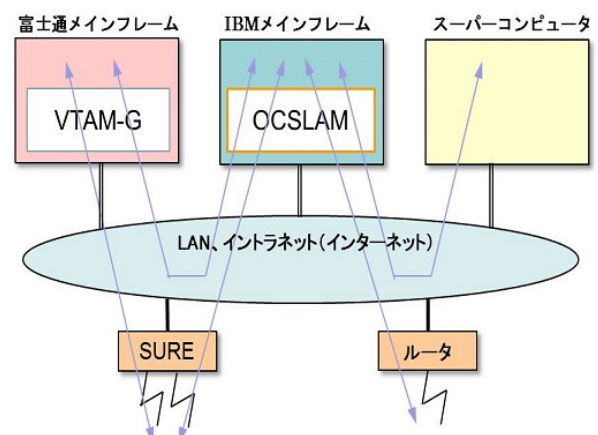 富士通メインフレーム
IBMメインフレーム
スーパーコンピュータ
VTAM-G
OCSLAM
LAN、イントラネット(インターネット)
SURE
ルータ